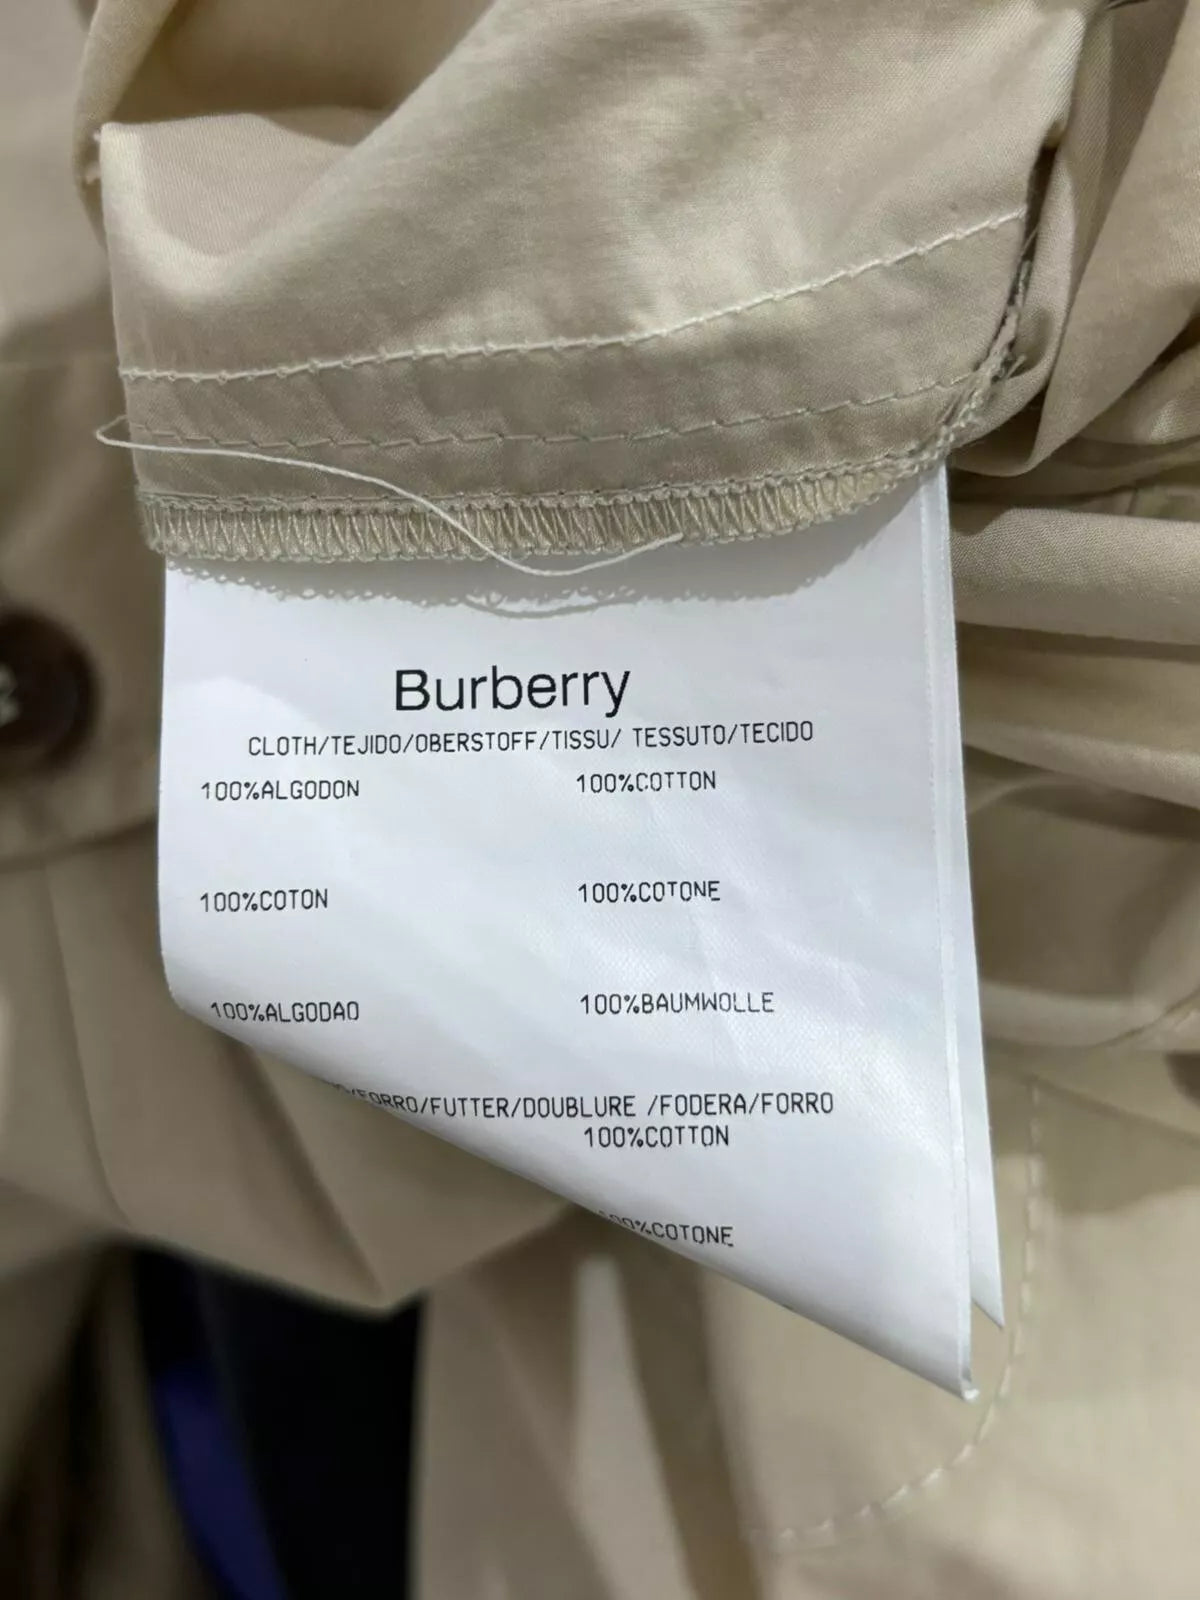 Burberry
CLOTH/TEJIDO/OBERSTOFF/TISSU/ TESSUTO/TECIDO
100%ALGODON 100%COTTON
100%COTON 100%COTONE
100%ALGODAO 100%BAUMWOLLE
/FORRO/FUTTER/DOUBLURE /FODERA/FORRO
100%COTTON
100%COTONE